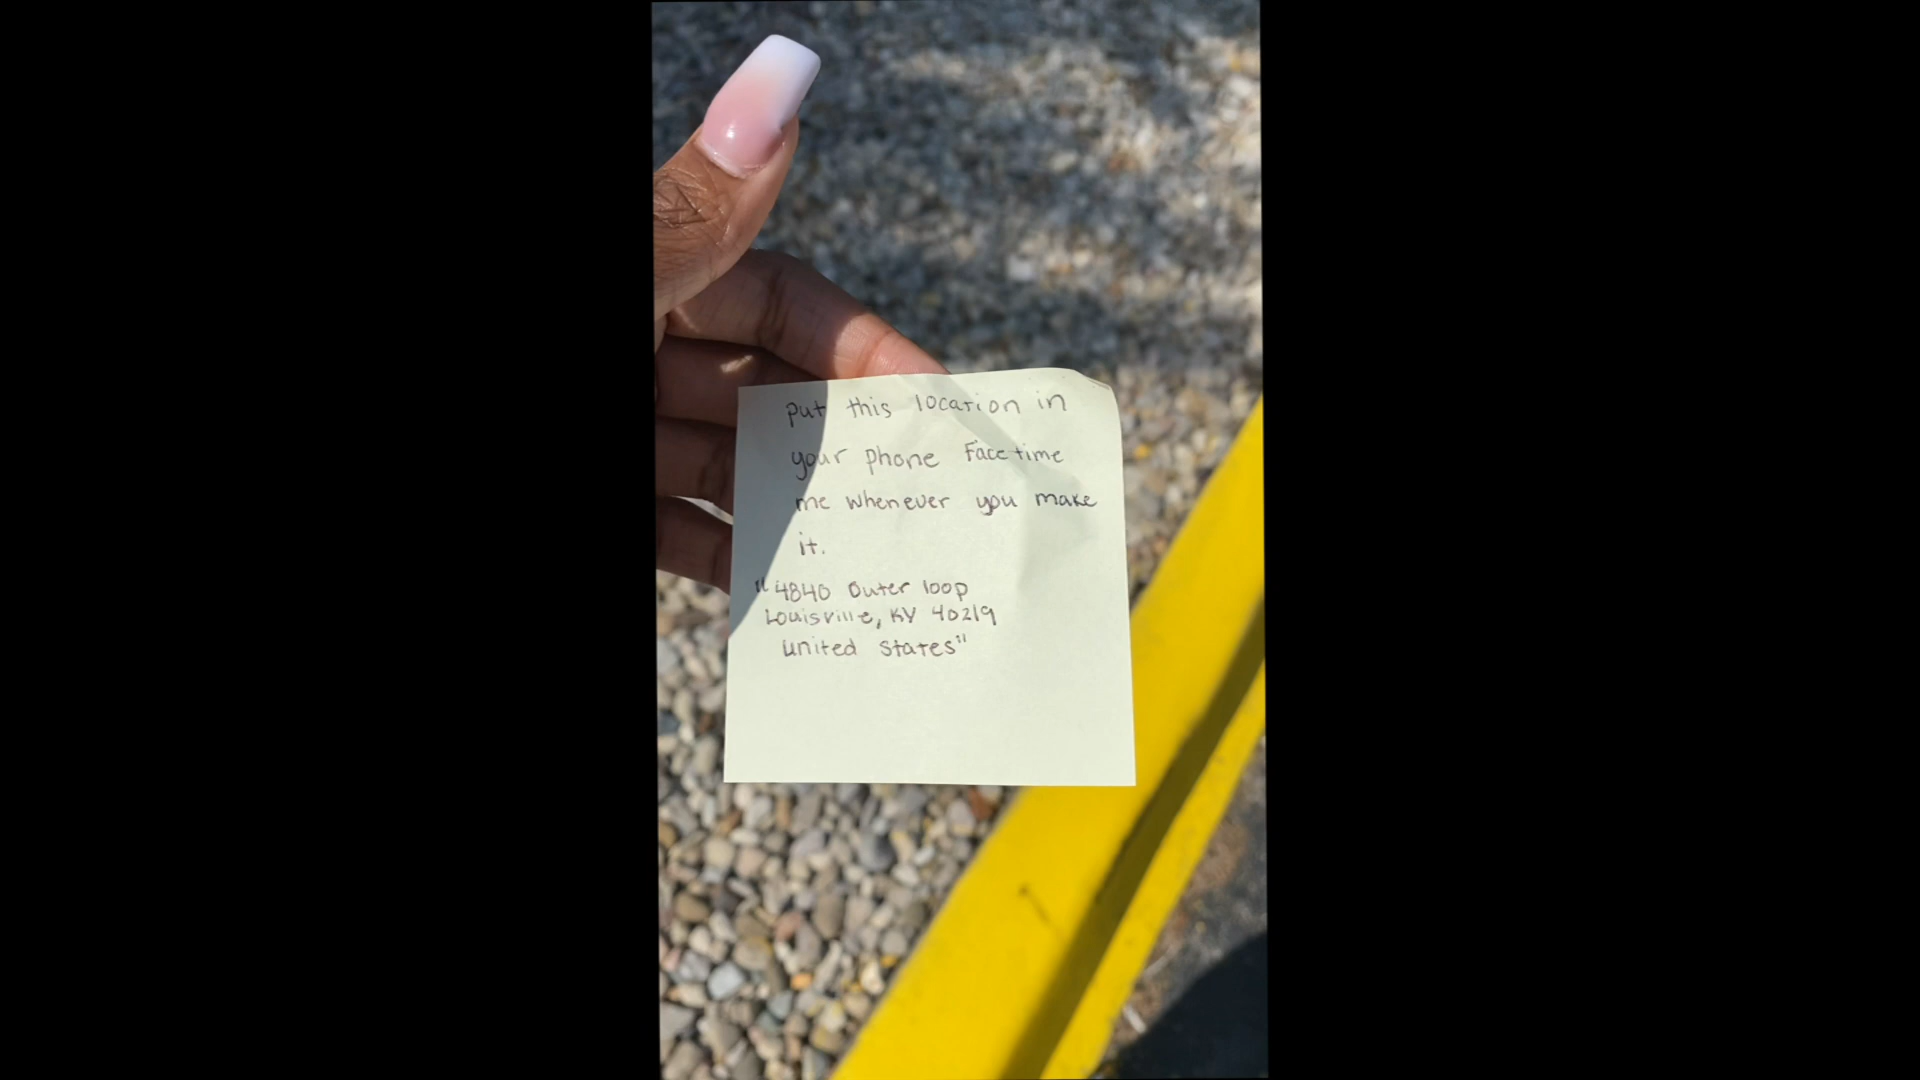 put this location in
your phone Facetime
me whenever you make
it.
"4840 Outer loop
Louisville, KY 40219
United States"